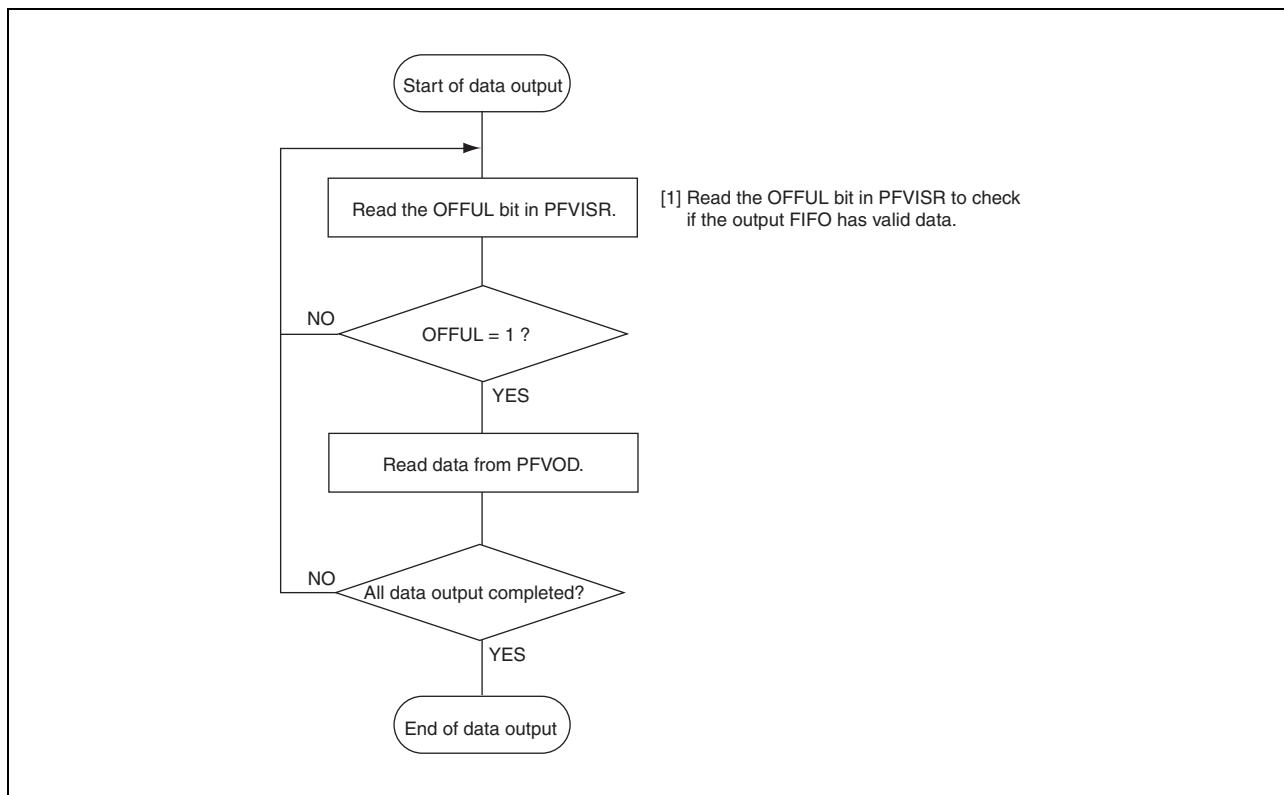 Start of data output
Read the OFFUL bit in PFVISR.
[1] Read the OFFUL bit in PFVISR to check
if the output FIFO has valid data.
NO
OFFUL = 1 ?
YES
Read data from PFVOD.
NO
All data output completed?
YES
End of data output